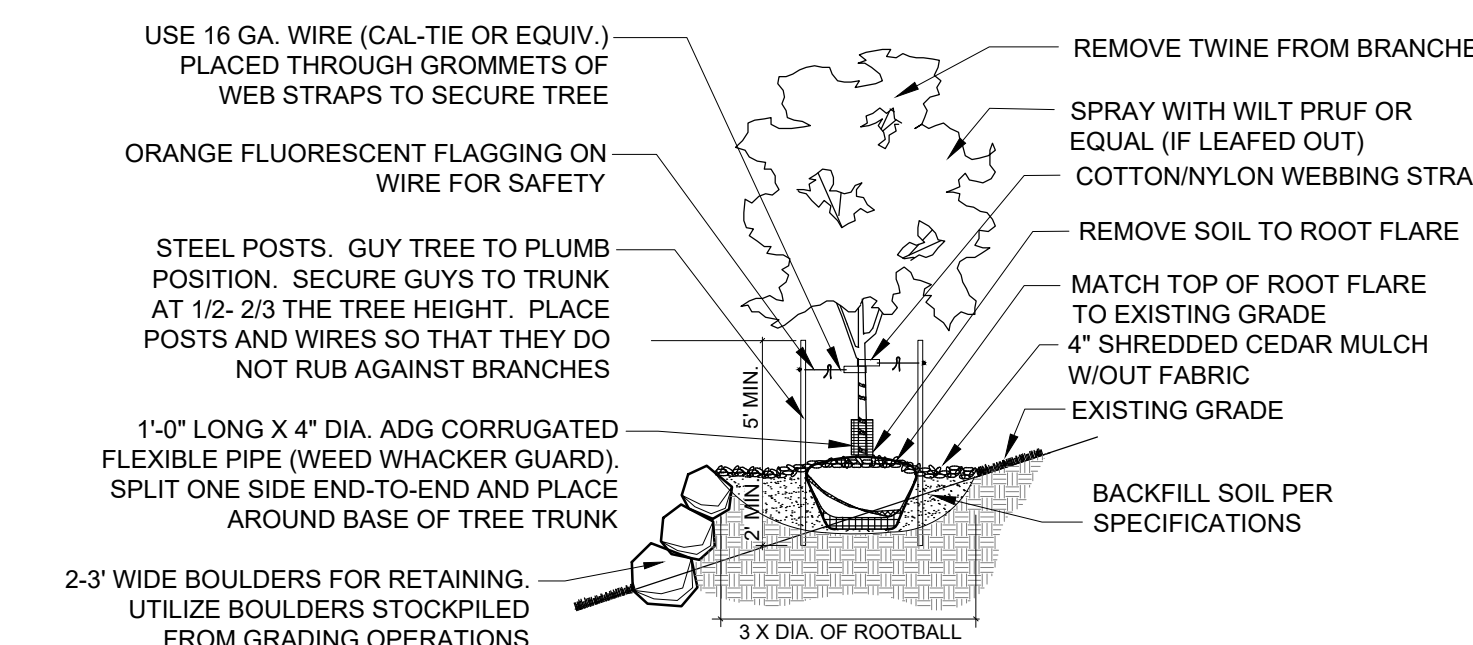 USE 16 GA. WIRE (CAL-TIE OR EQUIV.)
PLACED THROUGH GROMMETS OF
WEB STRAPS TO SECURE TREE
ORANGE FLUORESCENT FLAGGING ON
WIRE FOR SAFETY
STEEL POSTS. GUY TREE TO PLUMB
POSITION. SECURE GUYS TO TRUNK
AT 1/2- 2/3 THE TREE HEIGHT. PLACE
POSTS AND WIRES SO THAT THEY DO
NOT RUB AGAINST BRANCHES
1'-0" LONG X 4" DIA. ADG CORRUGATED
FLEXIBLE PIPE (WEED WHACKER GUARD).
SPLIT ONE SIDE END-TO-END AND PLACE
AROUND BASE OF TREE TRUNK
2-3' WIDE BOULDERS FOR RETAINING.
UTILIZE BOULDERS STOCKPILED
FROM GRADING OPERATIONS
5' MIN.
2' MIN
3 X DIA. OF ROOTBALL
REMOVE TWINE FROM BRANCHE
SPRAY WITH WILT PRUF OR
EQUAL (IF LEAFED OUT)
COTTON/NYLON WEBBING STRA
REMOVE SOIL TO ROOT FLARE
MATCH TOP OF ROOT FLARE
TO EXISTING GRADE
4" SHREDDED CEDAR MULCH
W/OUT FABRIC
EXISTING GRADE
BACKFILL SOIL PER
SPECIFICATIONS